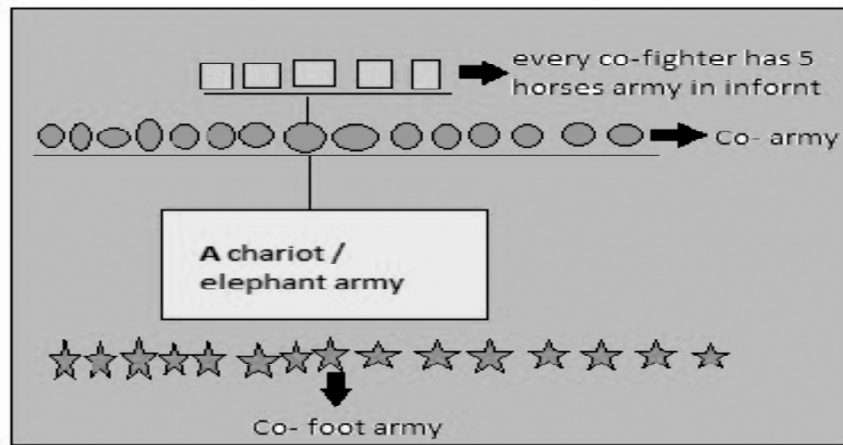 every co-fighter has 5
horses army in infornt
Co- army
A chariot /
elephant army
Co- foot army